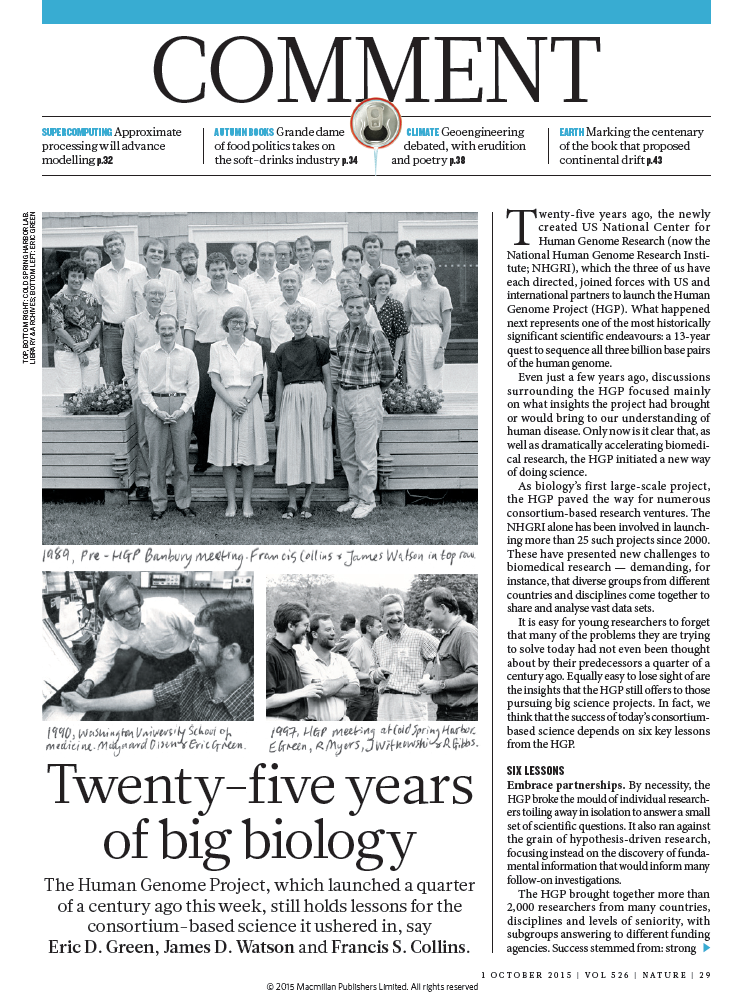 COMMENT
SUPERCOMPUTING Approximate
processing will advance
modelling p.32
AUTUMN BOOKS Grande dame
of food politics takes on
the soft-drinks industry p.34
CLIMATE Geoengineering
debated, with erudition
and poetry p.38
EARTH Marking the centenary
of the book that proposed
continental drift p.43
TOP, BOTTOM RIGHT: COLD SPRING HARBOR LAB.
LIBRARY & ARCHIVES; BOTTOM LEFT: ERIC GREEN
1989, Pre-HGP Banbury meeting. Francis Collins & James Watson in top row.
1990, Washington University School of
medicine. Maynard Olson & Eric Green.
1997, HGP meeting at Cold Spring Harbor.
E Green, R Myers, J Witkowski & R Gibbs.
Twenty-five years
of big biology
The Human Genome Project, which launched a quarter
of a century ago this week, still holds lessons for the
consortium-based science it ushered in, say
Eric D. Green, James D. Watson and Francis S. Collins.
Twenty-five years ago, the newly
created US National Center for
Human Genome Research (now the
National Human Genome Research Insti-
tute; NHGRI), which the three of us have
each directed, joined forces with US and
international partners to launch the Human
Genome Project (HGP). What happened
next represents one of the most historically
significant scientific endeavours: a 13-year
quest to sequence all three billion base pairs
of the human genome.
Even just a few years ago, discussions
surrounding the HGP focused mainly
on what insights the project had brought
or would bring to our understanding of
human disease. Only now is it clear that, as
well as dramatically accelerating biomedi-
cal research, the HGP initiated a new way
of doing science.
As biology's first large-scale project,
the HGP paved the way for numerous
consortium-based research ventures. The
NHGRI alone has been involved in launch-
ing more than 25 such projects since 2000.
These have presented new challenges to
biomedical research — demanding, for
instance, that diverse groups from different
countries and disciplines come together to
share and analyse vast data sets.
It is easy for young researchers to forget
that many of the problems they are trying
to solve today had not even been thought
about by their predecessors a quarter of a
century ago. Equally easy to lose sight of are
the insights that the HGP still offers to those
pursuing big science projects. In fact, we
think that the success of today's consortium-
based science depends on six key lessons
from the HGP.
SIX LESSONS
Embrace partnerships. By necessity, the
HGP broke the mould of individual research-
ers toiling away in isolation to answer a small
set of scientific questions. It also ran against
the grain of hypothesis-driven research,
focusing instead on the discovery of funda-
mental information that would inform many
follow-on investigations.
The HGP brought together more than
2,000 researchers from many countries,
disciplines and levels of seniority, with
subgroups answering to different funding
agencies. Success stemmed from: strong
1 OCTOBER 2015 | VOL 526 | NATURE | 29
© 2015 Macmillan Publishers Limited. All rights reserved